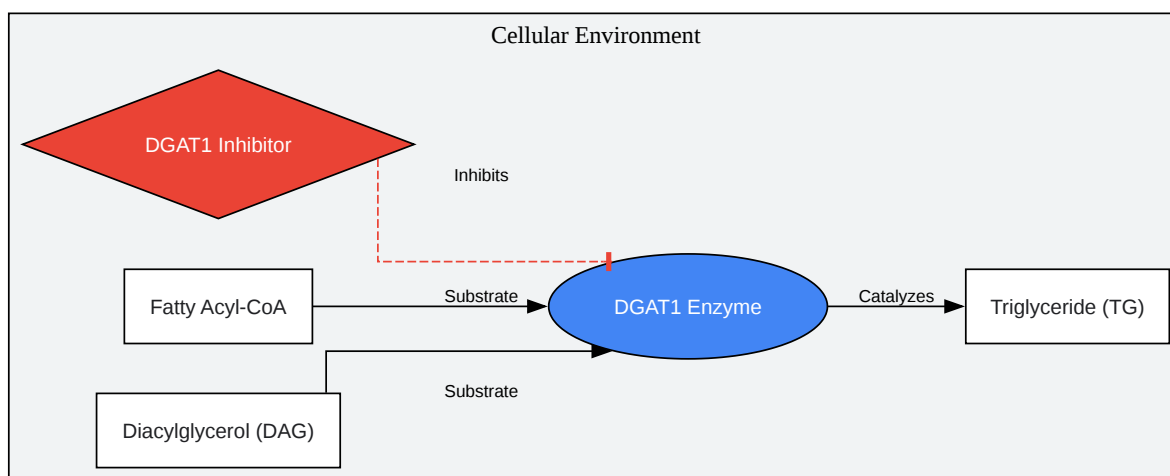 Cellular Environment
DGAT1 Inhibitor
Inhibits
Fatty Acyl-CoA
Substrate
DGAT1 Enzyme
Catalyzes
Triglyceride (TG)
Substrate
Diacylglycerol (DAG)